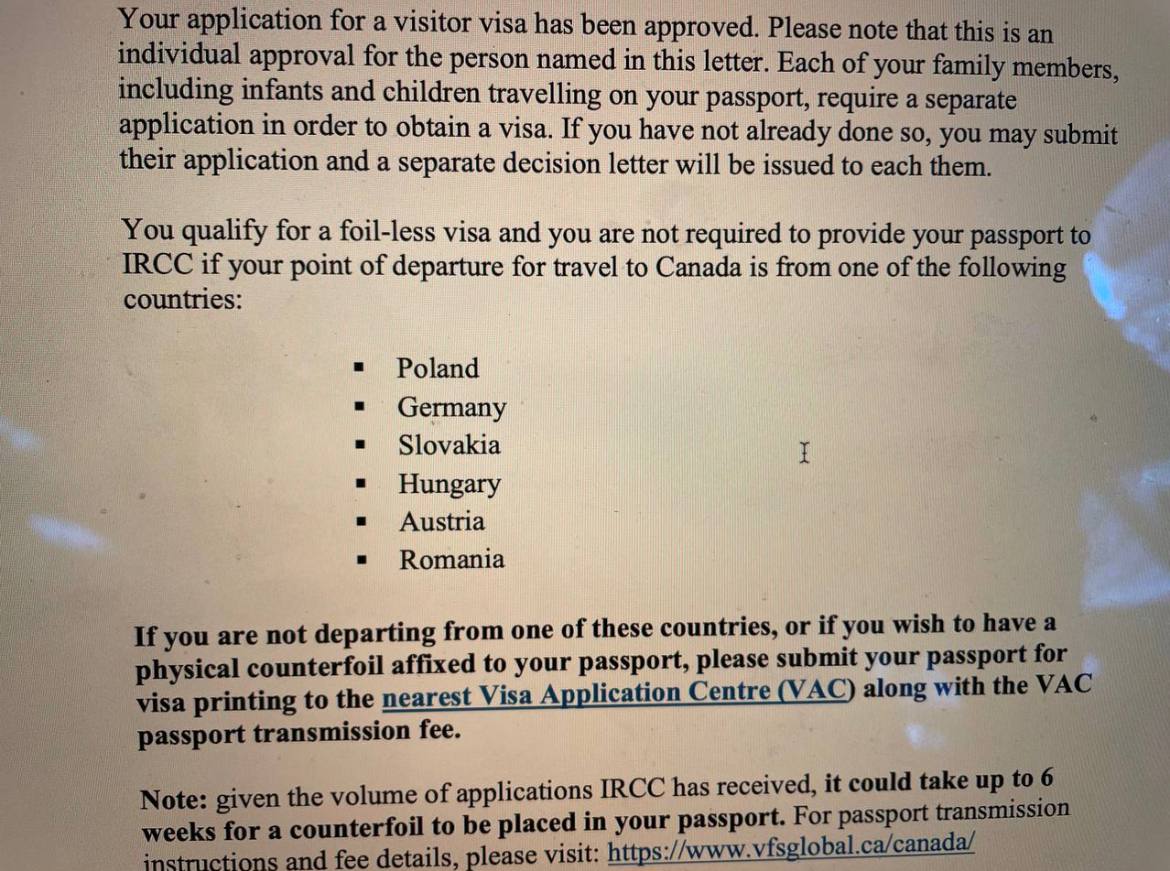 Your application for a visitor visa has been approved. Please note that this is an
individual approval for the person named in this letter. Each of your family members,
including infants and children travelling on your passport, require a separate
application in order to obtain a visa. If you have not already done so, you may submit
their application and a separate decision letter will be issued to each them.
You qualify for a foil-less visa and you are not required to provide your passport to
IRCC if your point of departure for travel to Canada is from one of the following
countries:
▪ Poland
▪ Germany
▪ Slovakia
▪ Hungary
▪ Austria
▪ Romania
If you are not departing from one of these countries, or if you wish to have a
physical counterfoil affixed to your passport, please submit your passport for
visa printing to the nearest Visa Application Centre (VAC) along with the VAC
passport transmission fee.
Note: given the volume of applications IRCC has received, it could take up to 6
weeks for a counterfoil to be placed in your passport. For passport transmission
instructions and fee details, please visit: https://www.vfsglobal.ca/canada/